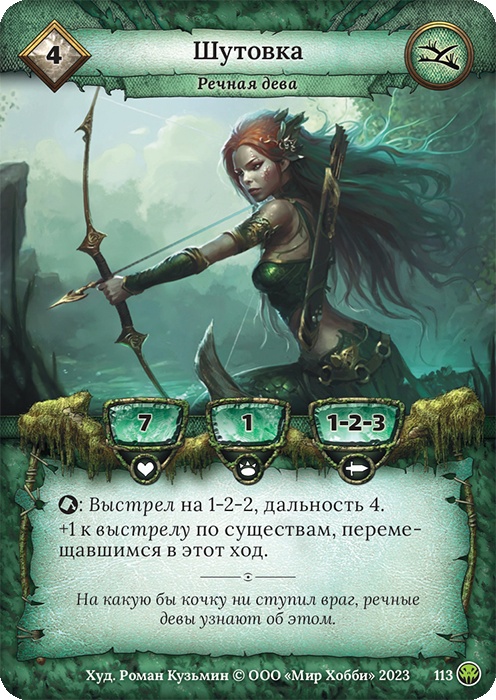 4
Шутовка
Речная дева
7
1
1-2-3
: Выстрел на 1-2-2, дальность 4.
+1 к выстрелу по существам, переме-
щавшимся в этот ход.
На какую бы кочку ни ступил враг, речные
девы узнают об этом.
Худ. Роман Кузьмин © ООО «Мир Хобби» 2023
113